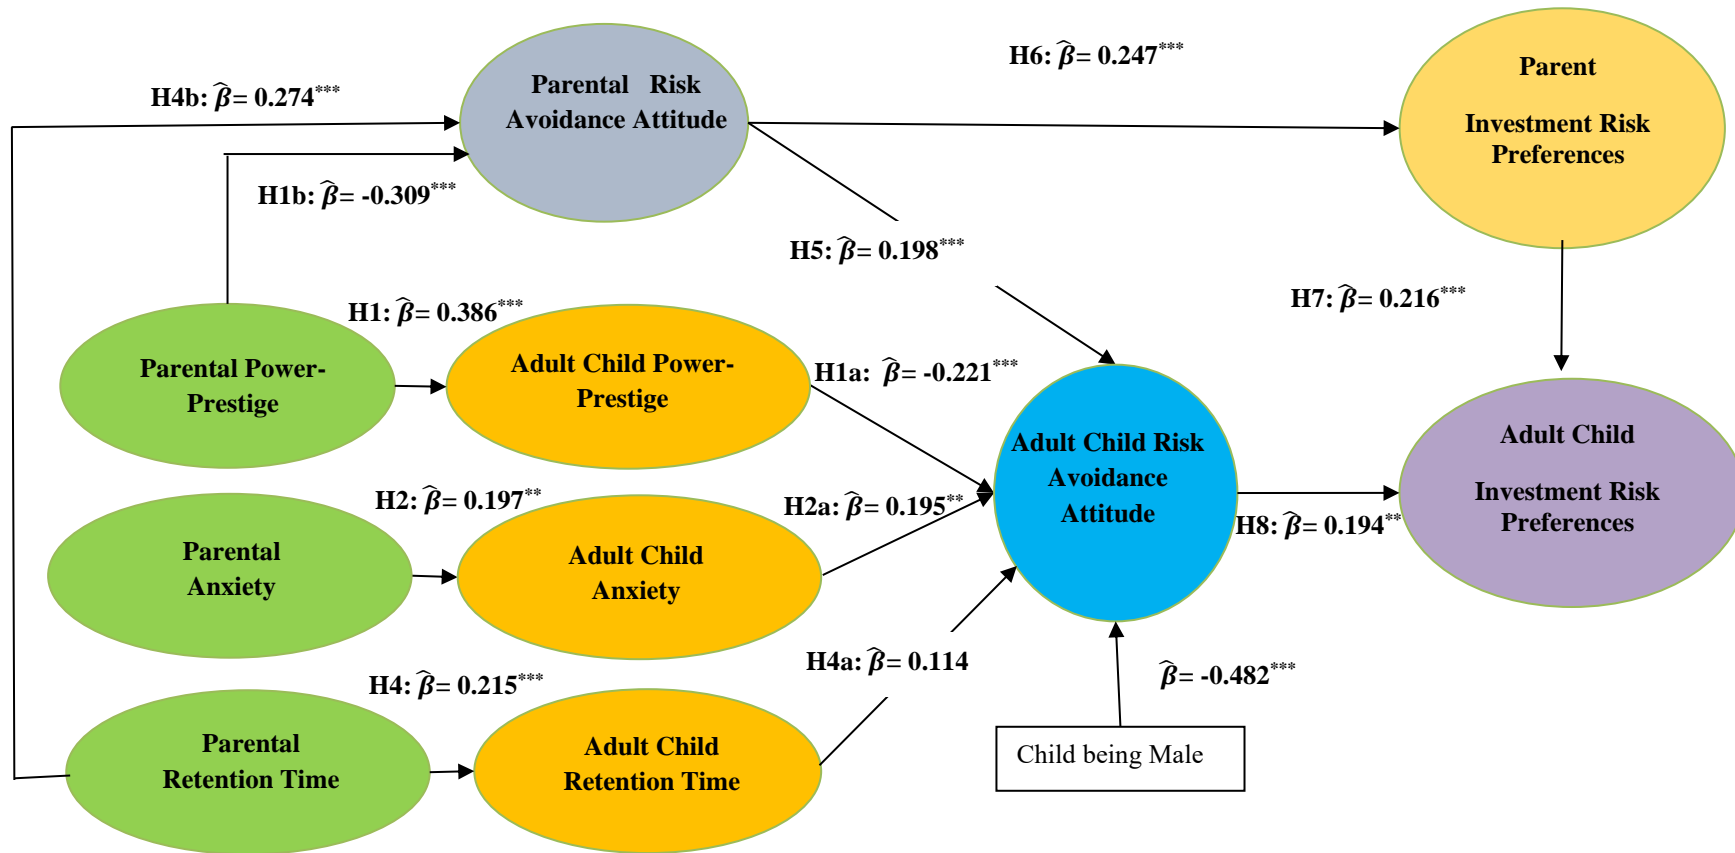 H4b: β̂= 0.274***
Parental Risk
Avoidance Attitude
H6: β̂= 0.247***
Parent
Investment Risk
Preferences
H1b: β̂= -0.309***
H5: β̂= 0.198***
H7: β̂= 0.216***
H1: β̂= 0.386***
Parental Power-
Prestige
Adult Child Power-
Prestige
H1a: β̂= -0.221***
Adult Child Risk
Avoidance
Attitude
Adult Child
Investment Risk
Preferences
H2: β̂= 0.197**
H2a: β̂= 0.195**
H8: β̂= 0.194**
Parental
Anxiety
Adult Child
Anxiety
H4: β̂= 0.215***
H4a: β̂= 0.114
β̂= -0.482***
Parental
Retention Time
Adult Child
Retention Time
Child being Male